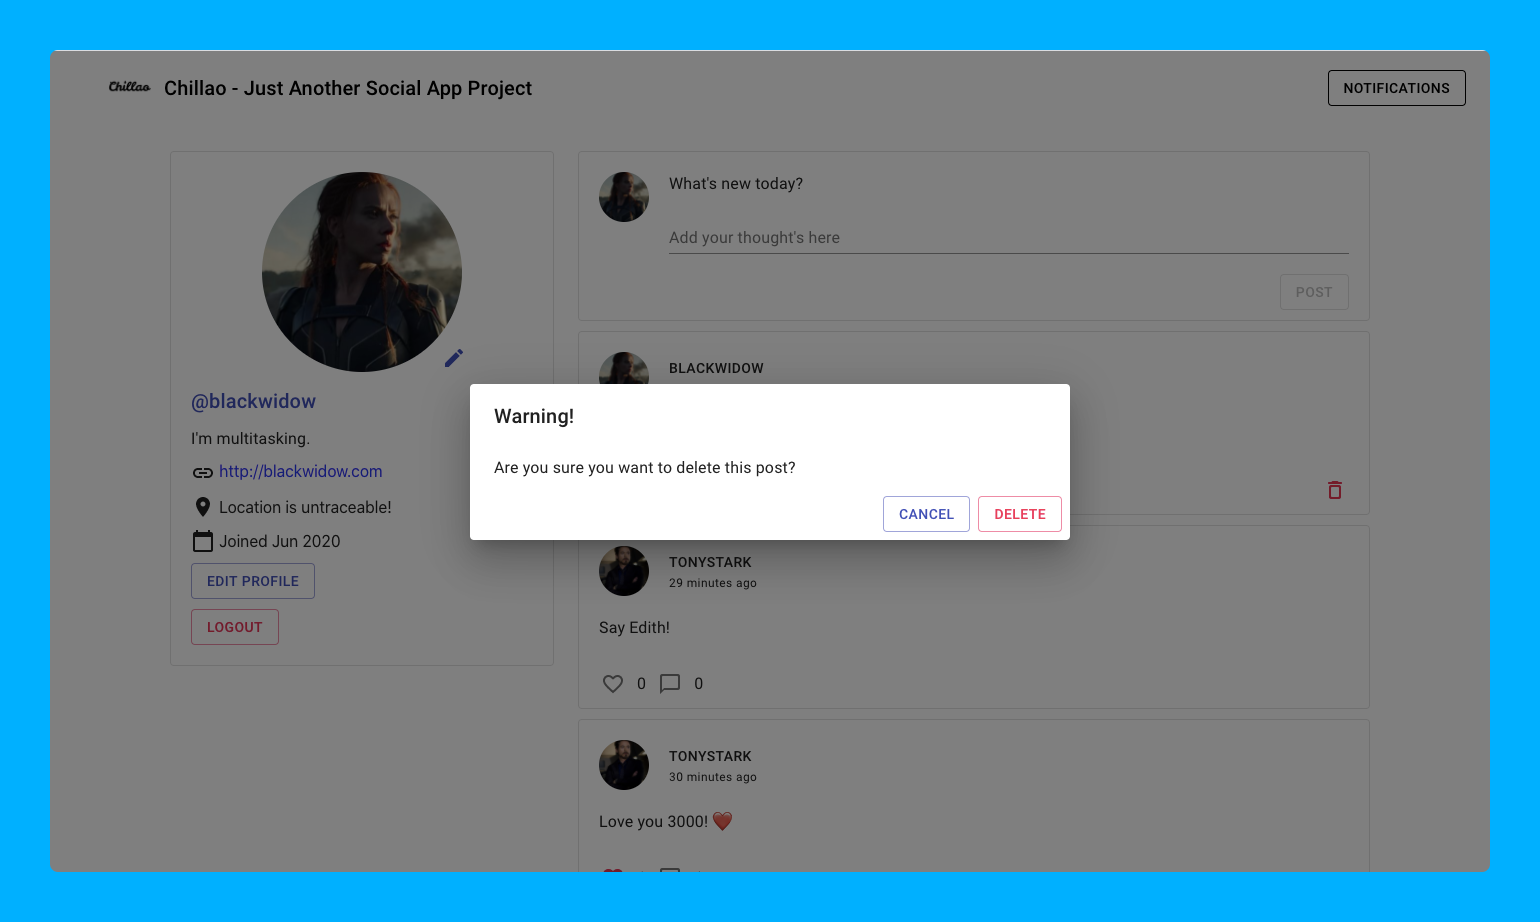 Chillao
Chillao - Just Another Social App Project
NOTIFICATIONS
@blackwidow
I'm multitasking.
http://blackwidow.com
Location is untraceable!
Joined Jun 2020
EDIT PROFILE
LOGOUT
What's new today?
Add your thought's here
POST
BLACKWIDOW
Warning!
Are you sure you want to delete this post?
CANCEL
DELETE
TONYSTARK
29 minutes ago
Say Edith!
0 0
TONYSTARK
30 minutes ago
Love you 3000! ❤️